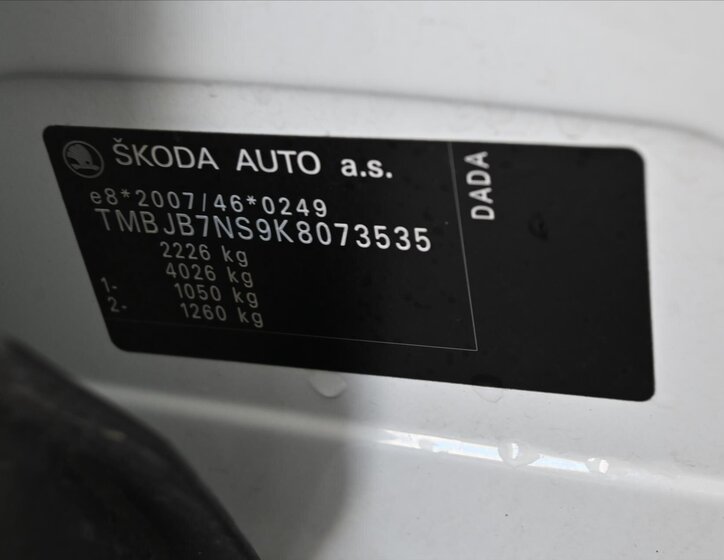 ŠKODA AUTO a.s.
e8*2007/46*0249
TMBJB7NS9K8073535
2226 kg
4026 kg
1- 1050 kg
2- 1260 kg
DADA